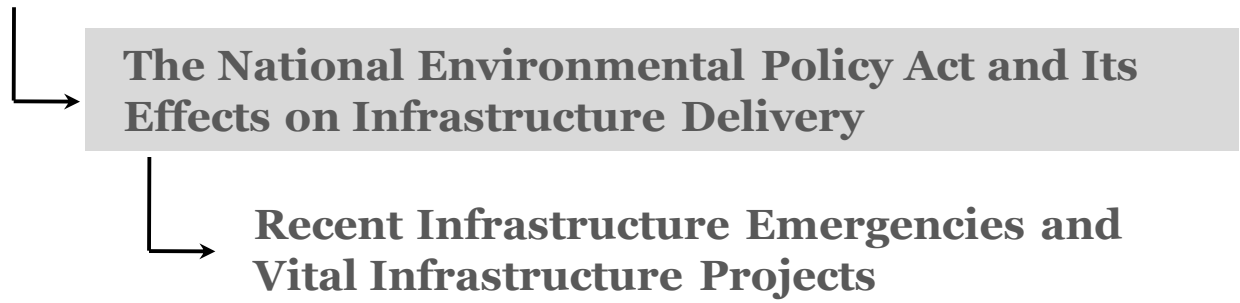 The National Environmental Policy Act and Its
Effects on Infrastructure Delivery
Recent Infrastructure Emergencies and
Vital Infrastructure Projects